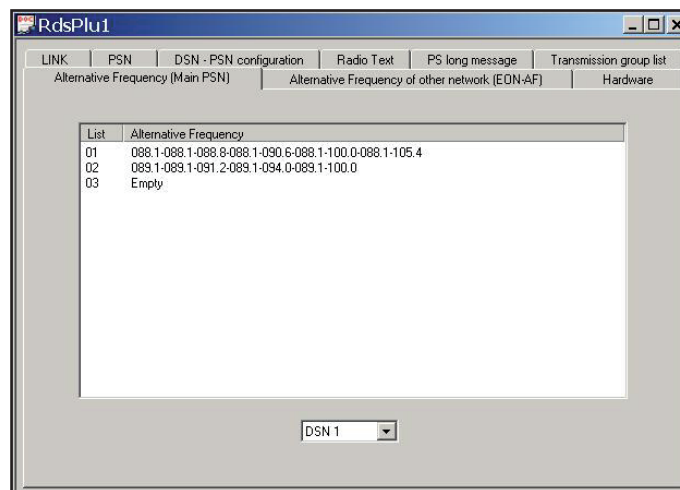 RdsPlu1
LINK PSN DSN - PSN configuration Radio Text PS long message Transmission group list
Alternative Frequency (Main PSN) Alternative Frequency of other network (EON-AF) Hardware
List Alternative Frequency
01 088.1-088.1-088.8-088.1-090.6-088.1-100.0-088.1-105.4
02 089.1-089.1-091.2-089.1-094.0-089.1-100.0
03 Empty
DSN 1